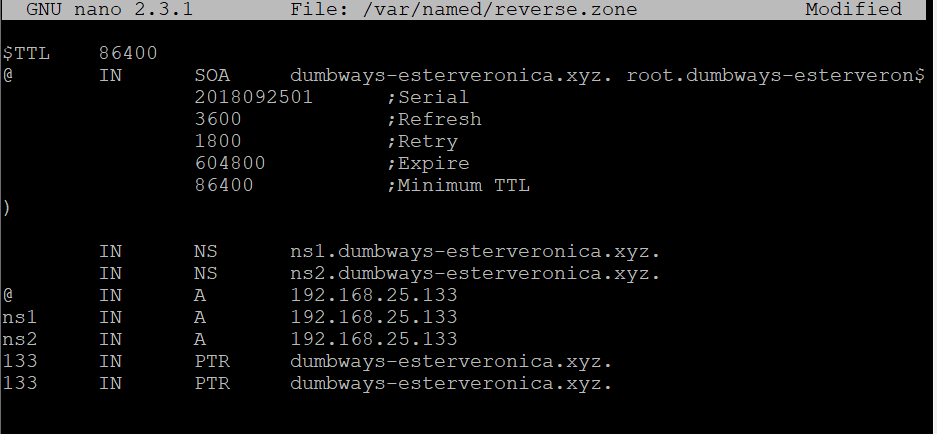 GNU nano 2.3.1 File: /var/named/reverse.zone Modified
$TTL 86400
@ IN SOA dumbways-esterveronica.xyz. root.dumbways-esterveron$
2018092501 ;Serial
3600 ;Refresh
1800 ;Retry
604800 ;Expire
86400 ;Minimum TTL
)
IN NS ns1.dumbways-esterveronica.xyz.
IN NS ns2.dumbways-esterveronica.xyz.
@ IN A 192.168.25.133
ns1 IN A 192.168.25.133
ns2 IN A 192.168.25.133
133 IN PTR dumbways-esterveronica.xyz.
133 IN PTR dumbways-esterveronica.xyz.